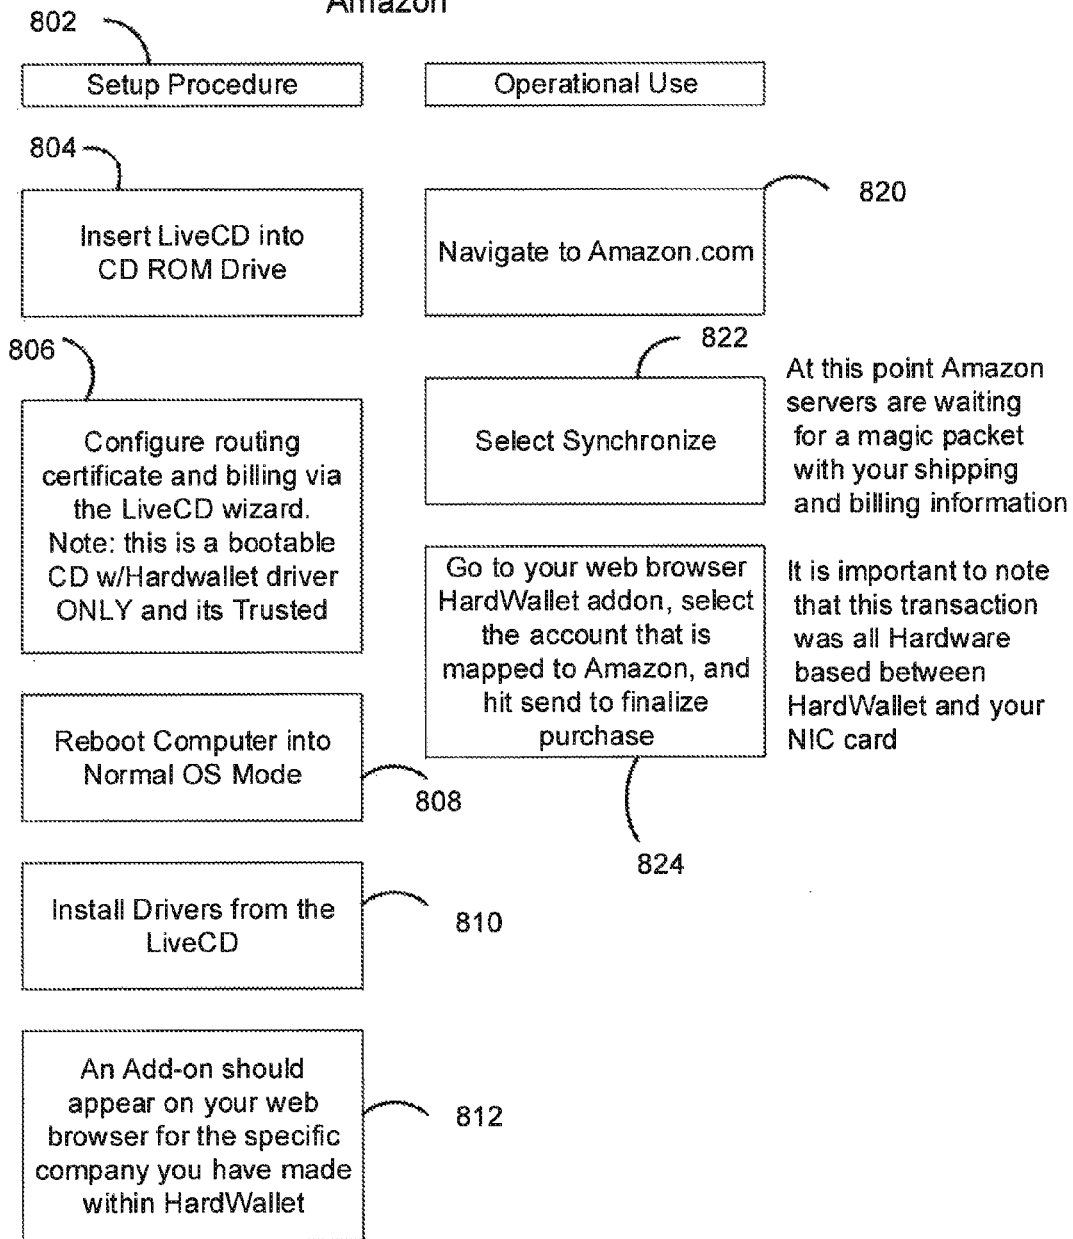 Amazon
802
Setup Procedure
Operational Use
804
Insert LiveCD into
CD ROM Drive
820
Navigate to Amazon.com
806
Configure routing
certificate and billing via
the LiveCD wizard.
Note: this is a bootable
CD w/Hardwallet driver
ONLY and its Trusted
822
Select Synchronize
At this point Amazon
servers are waiting
for a magic packet
with your shipping
and billing information
Go to your web browser
HardWallet addon, select
the account that is
mapped to Amazon, and
hit send to finalize
purchase
It is important to note
that this transaction
was all Hardware
based between
HardWallet and your
NIC card
824
Reboot Computer into
Normal OS Mode
808
Install Drivers from the
LiveCD
810
An Add-on should
appear on your web
browser for the specific
company you have made
within HardWallet
812